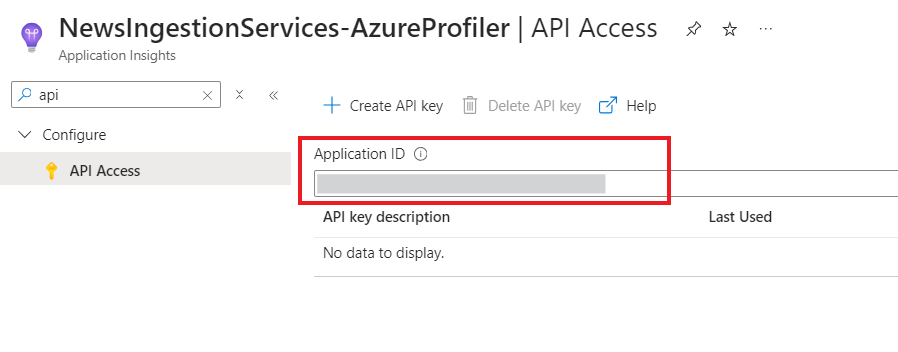 NewsIngestionServices-AzureProfiler | API Access
Application Insights
api
Configure
API Access
Create API key
Delete API key
Help
Application ID
API key description
Last Used
No data to display.